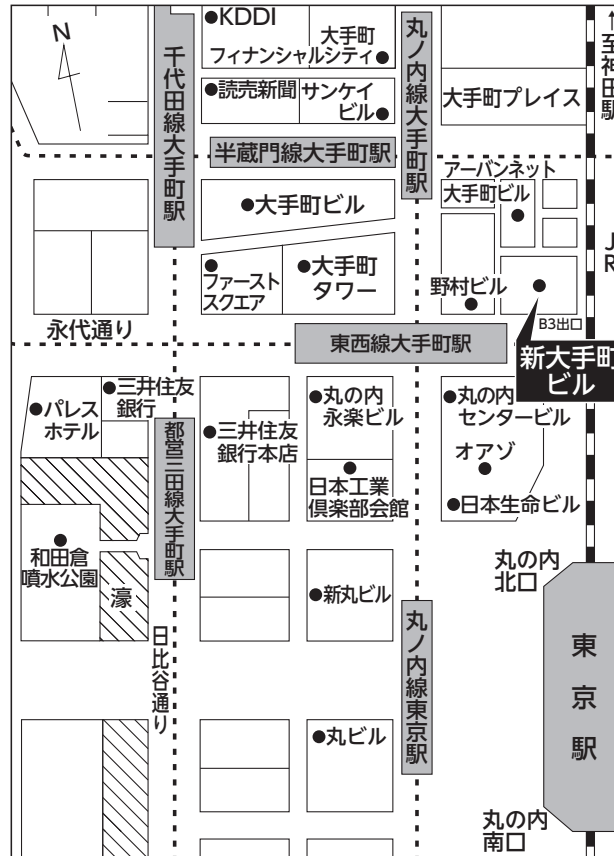 N
KDDI
大手町
フィナンシャルシティ
読売新聞
サンケイ
ビル
千代田線大手町駅
丸ノ内線大手町駅
大手町プレイス
↑至神田駅
半蔵門線大手町駅
アーバンネット
大手町ビル
大手町ビル
JR
ファースト
スクエア
大手町
タワー
野村ビル
B3出口
永代通り
東西線大手町駅
新大手町
ビル
パレス
ホテル
三井住友
銀行
都営三田線大手町駅
三井住友
銀行本店
丸の内
永楽ビル
日本工業
倶楽部会館
丸の内
センタービル
オアゾ
日本生命ビル
和田倉
噴水公園
濠
日比谷通り
新丸ビル
丸ノ内線東京駅
丸の内
北口
東京駅
丸ビル
丸の内
南口